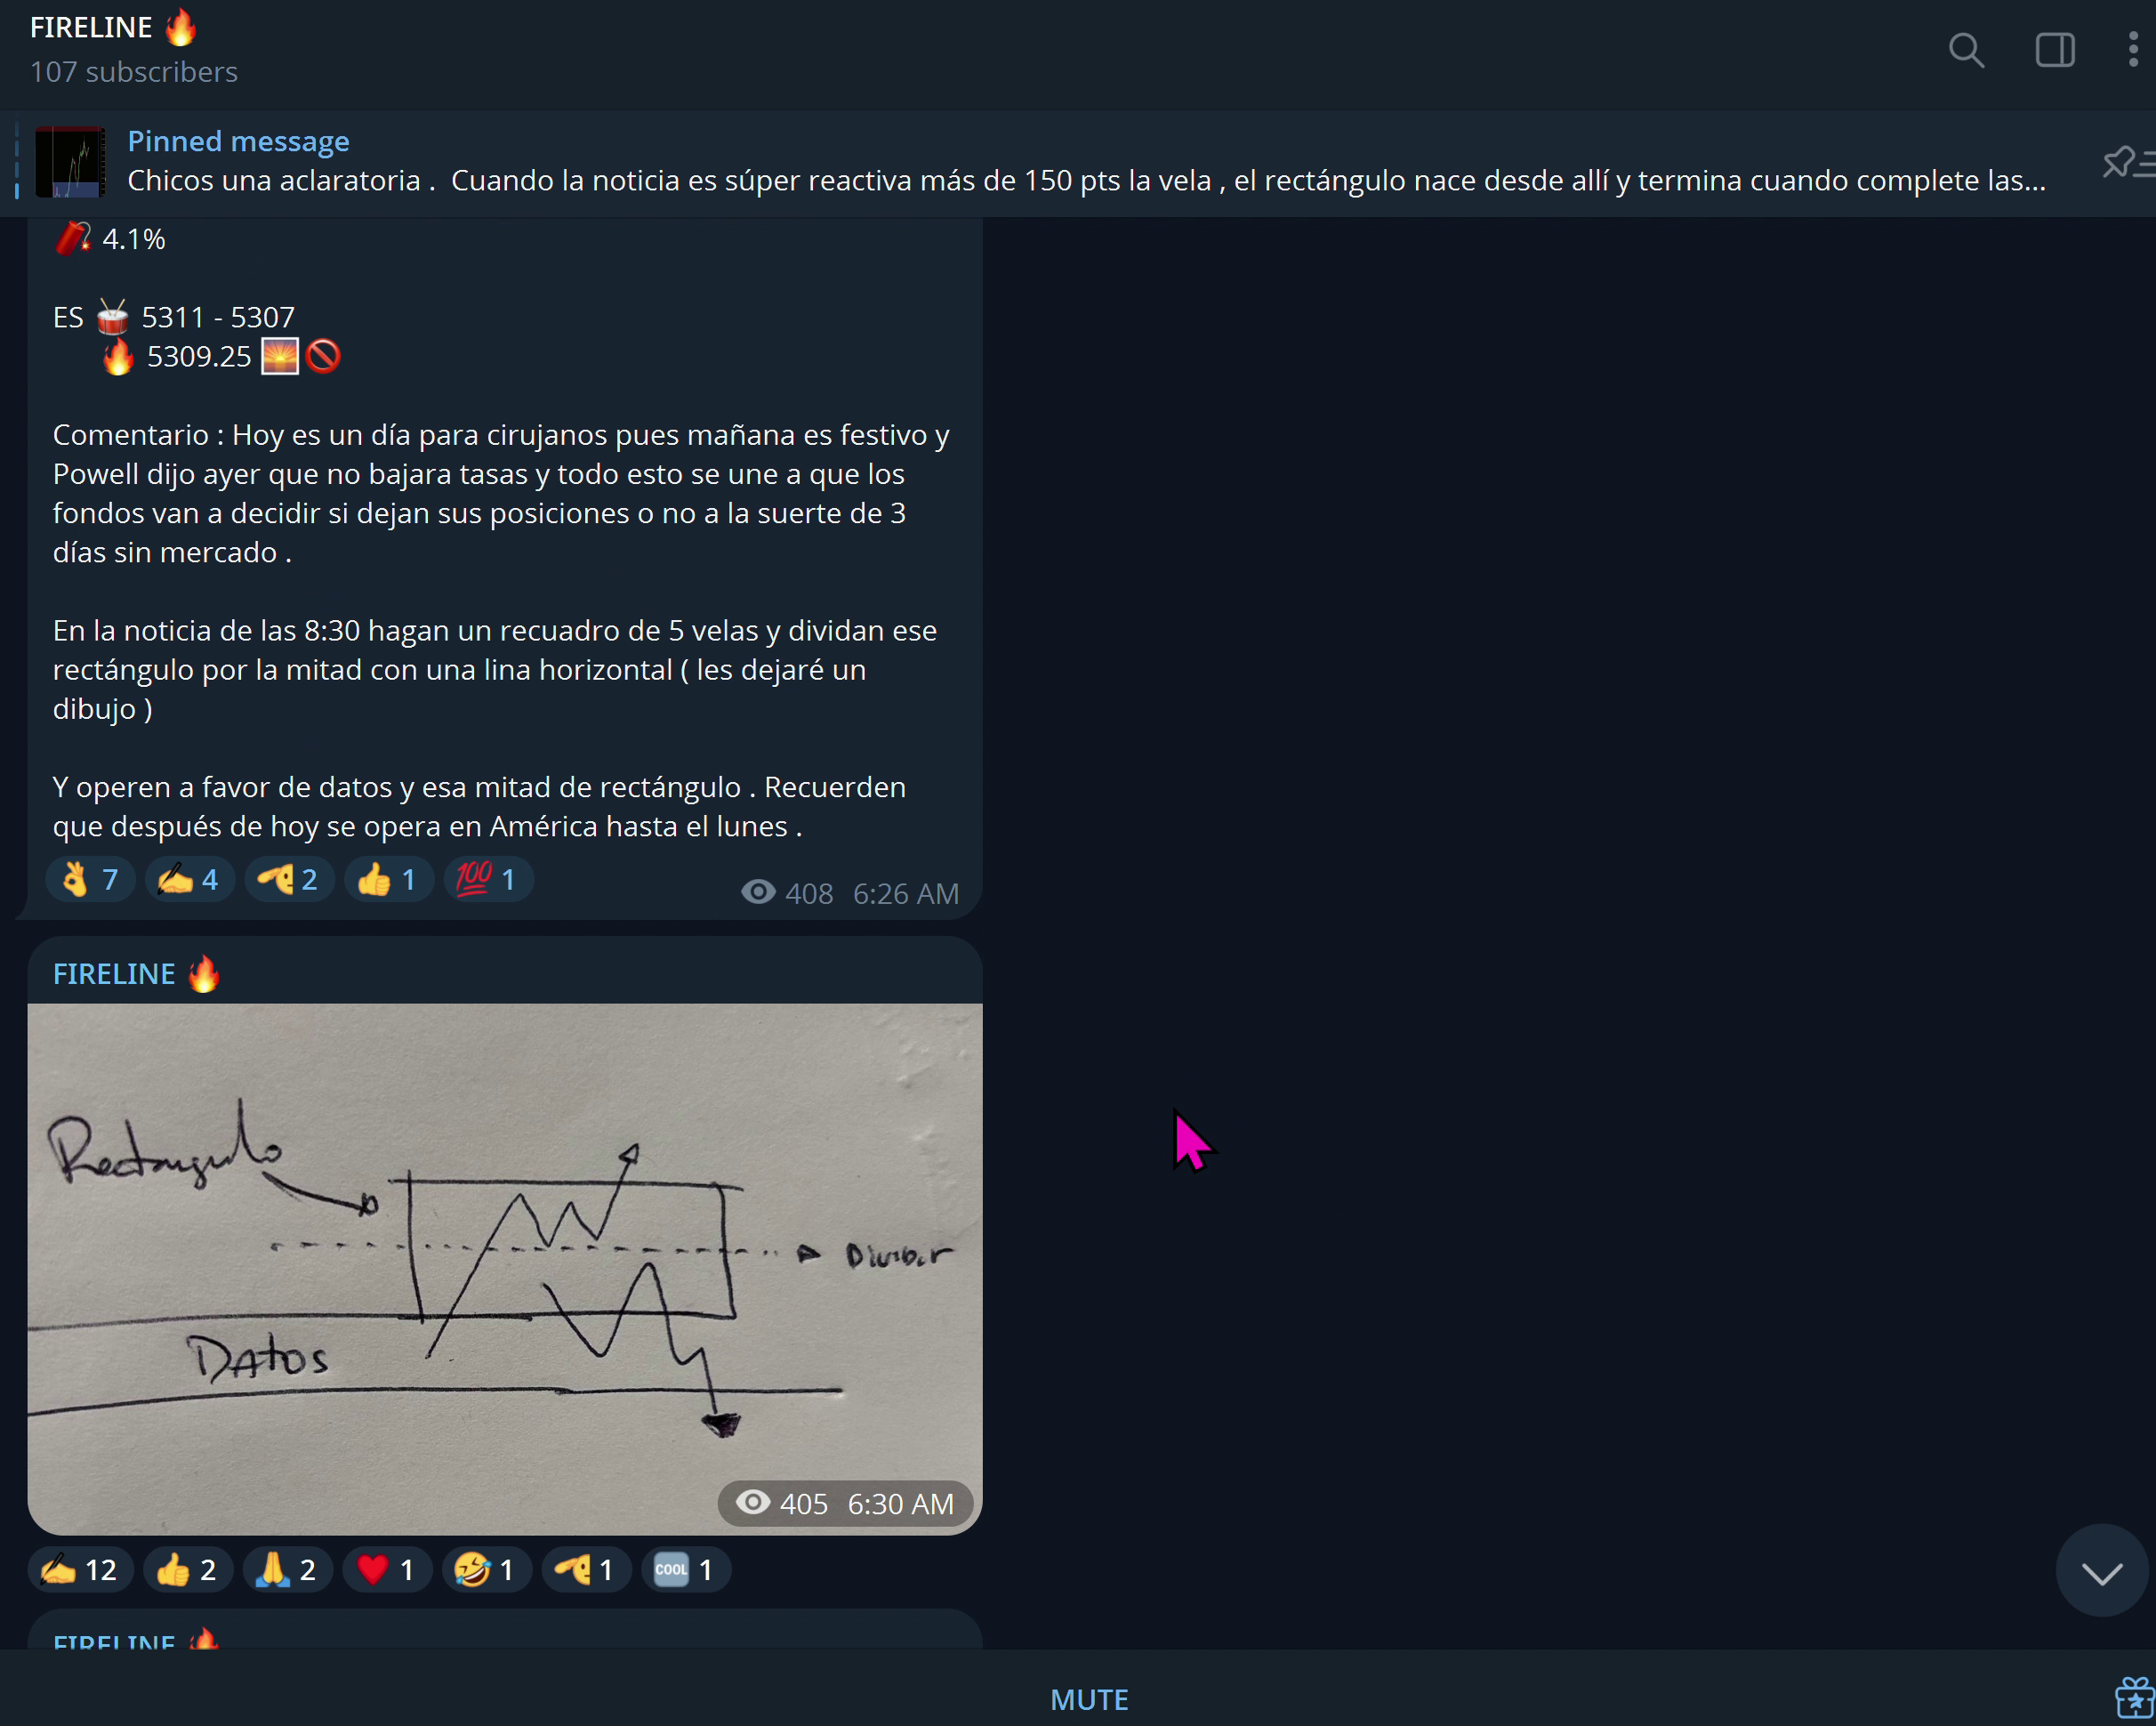 FIRELINE 🔥
107 subscribers
Pinned message
Chicos una aclaratoria .  Cuando la noticia es súper reactiva más de 150 pts la vela , el rectángulo nace desde allí y termina cuando complete las...
🧨 4.1%
ES 🥁 5311 - 5307
🔥 5309.25 🌅🚫
Comentario : Hoy es un día para cirujanos pues mañana es festivo y
Powell dijo ayer que no bajara tasas y todo esto se une a que los
fondos van a decidir si dejan sus posiciones o no a la suerte de 3
días sin mercado .
En la noticia de las 8:30 hagan un recuadro de 5 velas y dividan ese
rectángulo por la mitad con una lina horizontal ( les dejaré un
dibujo )
Y operen a favor de datos y esa mitad de rectángulo . Recuerden
que después de hoy se opera en América hasta el lunes .
👌 7 ✍ 4 🫡 2 👍 1 💯 1 408 6:26 AM
FIRELINE 🔥
Rectangulo
Dividir
DAtos
405 6:30 AM
✍ 12 👍 2 🙏 2 ❤ 1 🤣 1 🫡 1 🆒 1
FIRELINE 🔥
MUTE